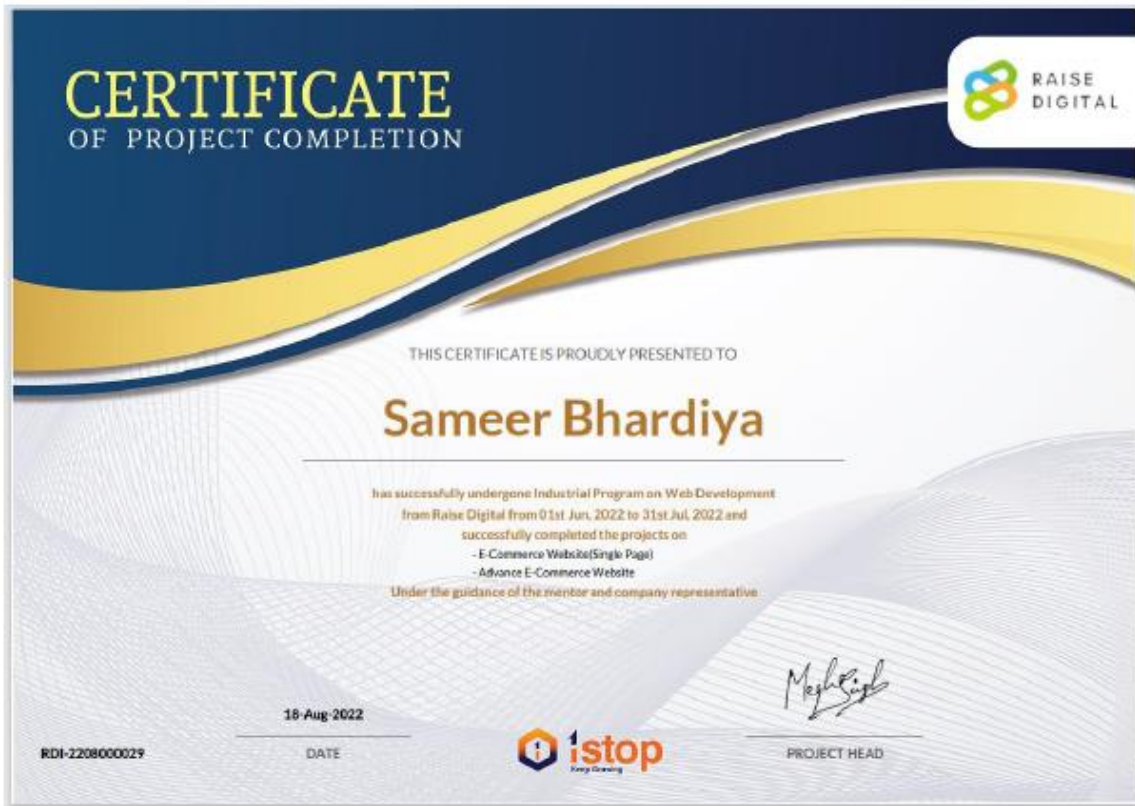 CERTIFICATE
OF PROJECT COMPLETION
RAISE
DIGITAL
THIS CERTIFICATE IS PROUDLY PRESENTED TO
Sameer Bhardiya
has successfully undergone Industrial Program on Web Development
from Raise Digital from 01st Jun, 2022 to 31st Jul, 2022 and
successfully completed the projects on
- E-Commerce Website(Single Page)
- Advance E-Commerce Website
Under the guidance of the mentor and company representative
18-Aug-2022
RDI-2208000029
DATE
1stop
Keep Growing
PROJECT HEAD